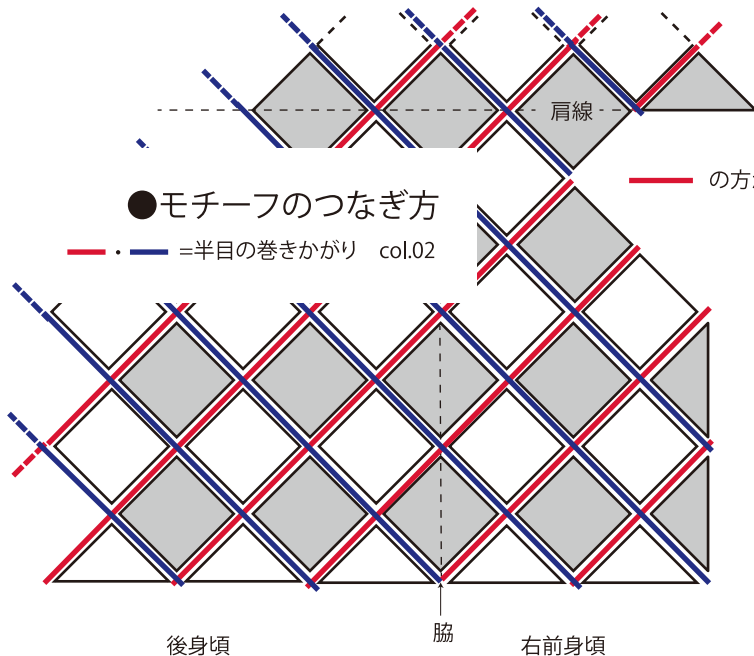 肩線
の方
●モチーフのつなぎ方
=半目の巻きかがり col.02
脇
後身頃
右前身頃